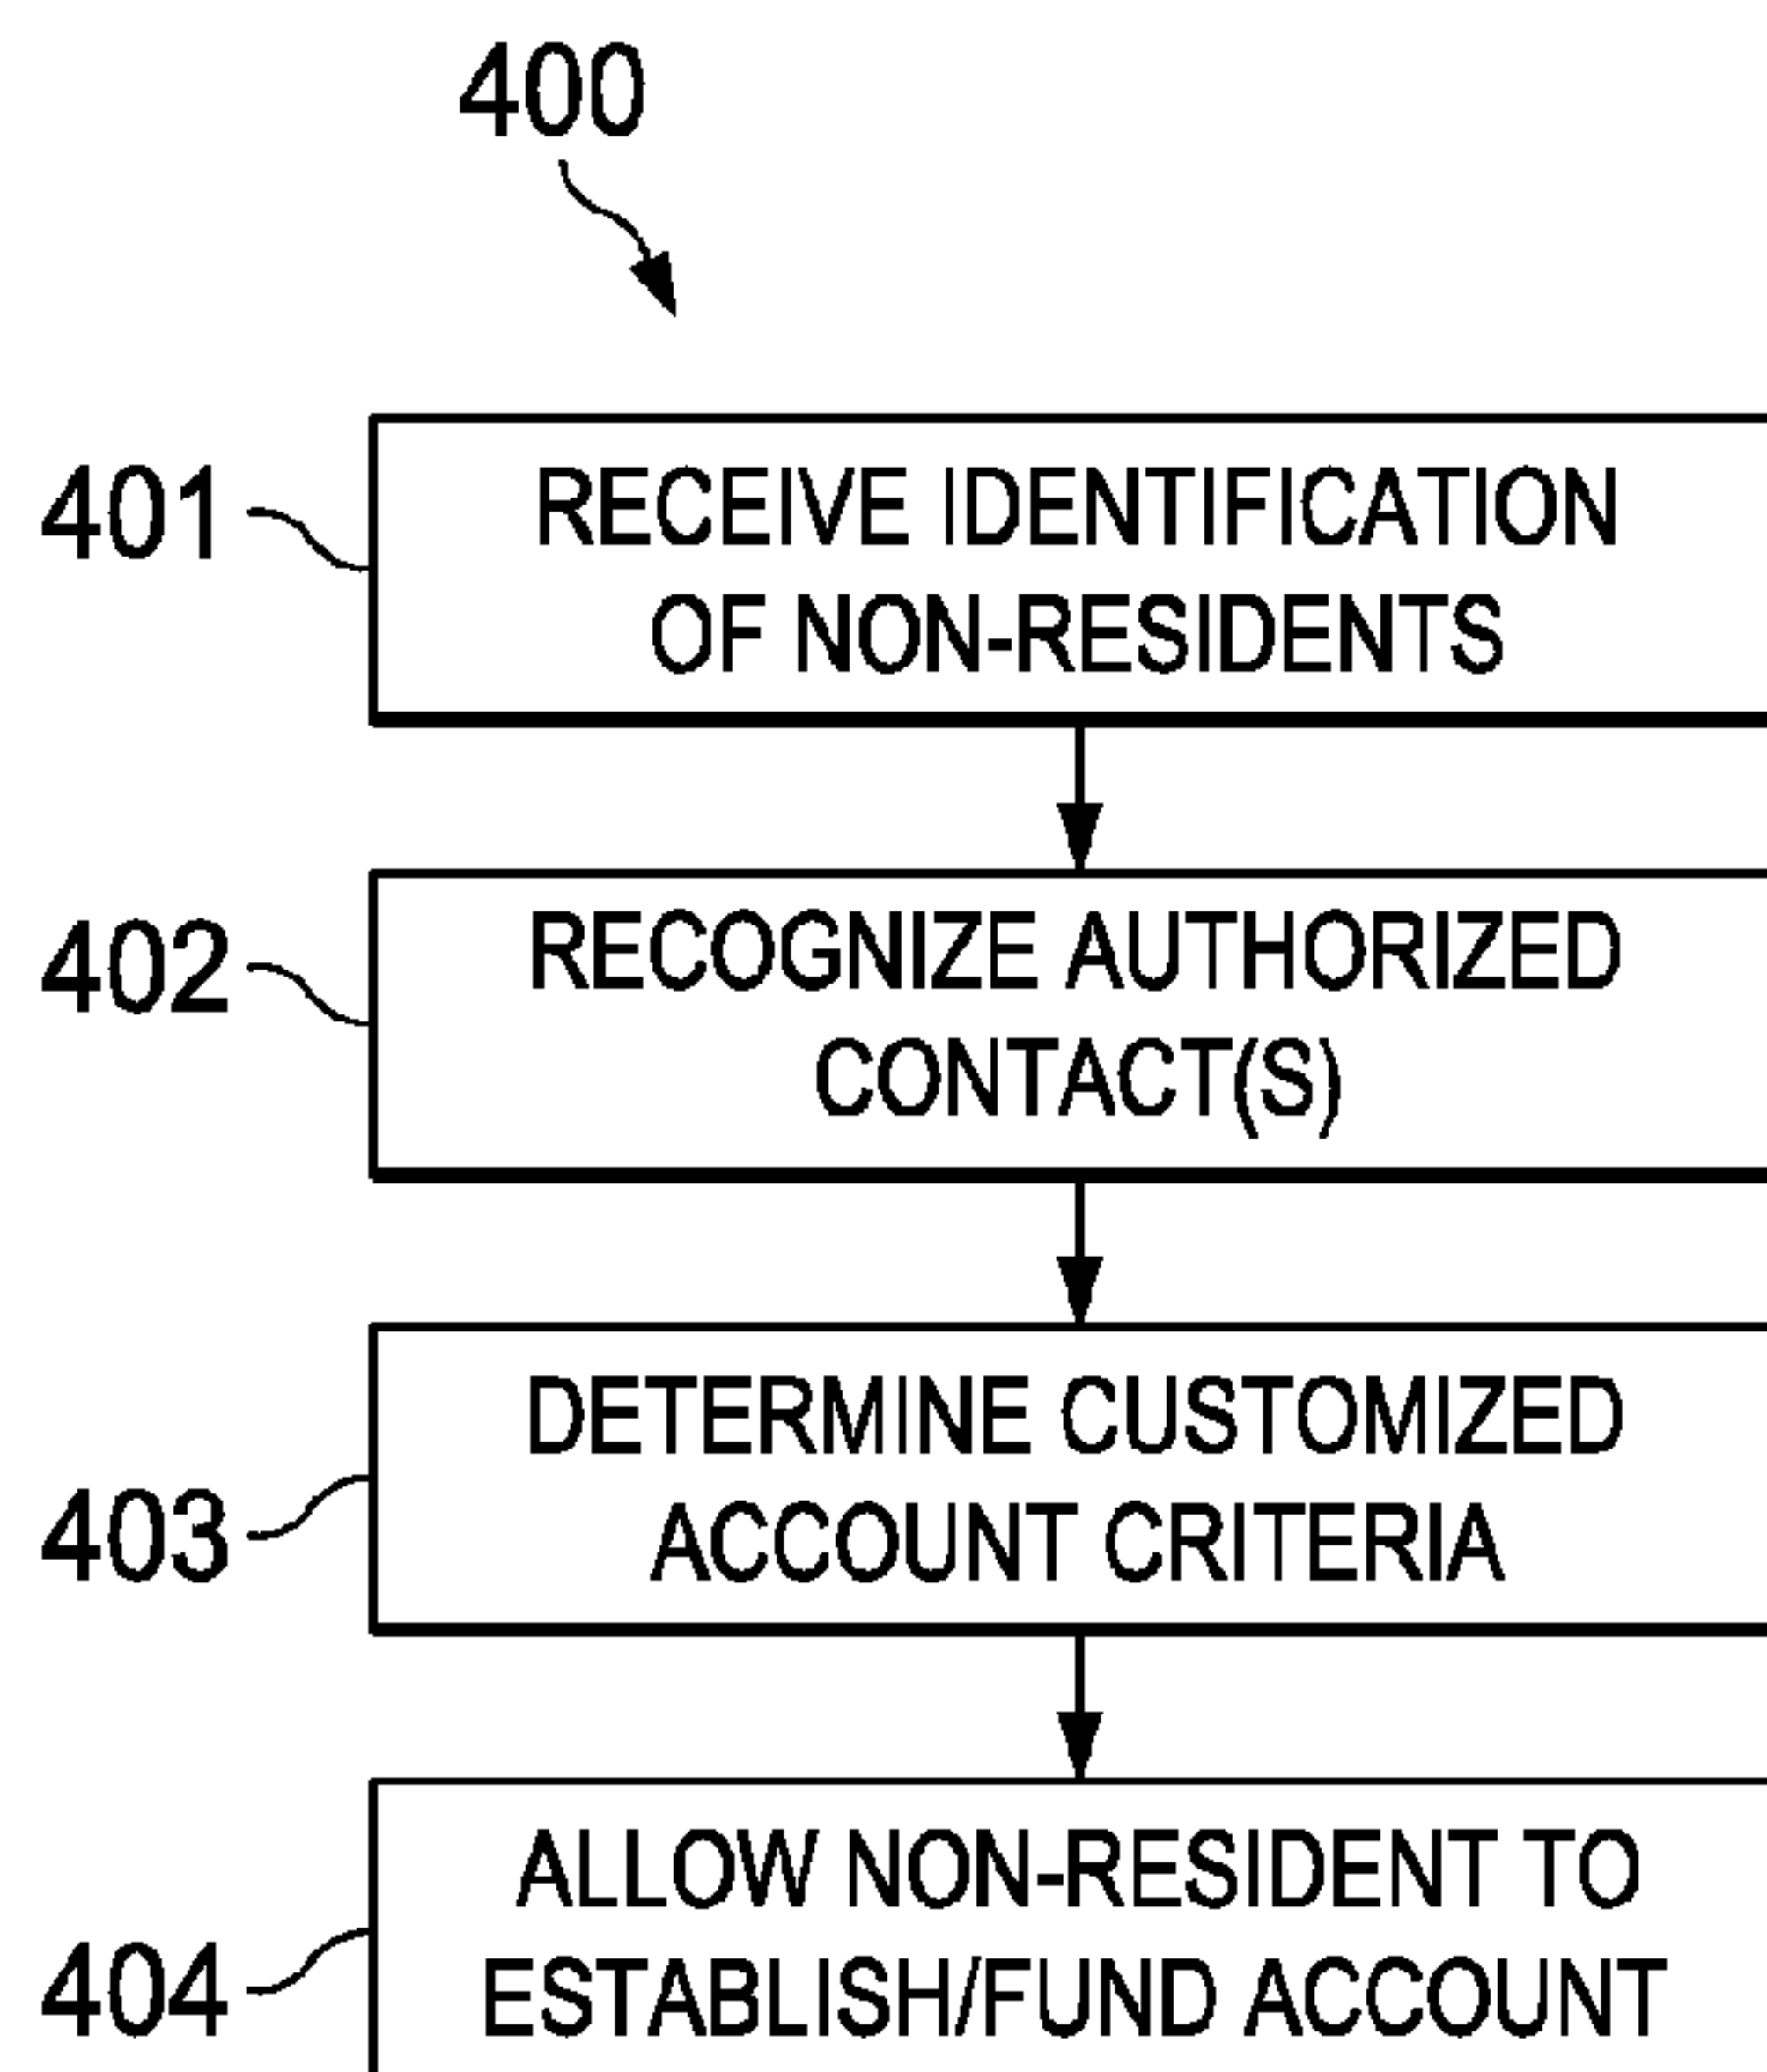 400
401
RECEIVE IDENTIFICATION
OF NON-RESIDENTS
402
RECOGNIZE AUTHORIZED
CONTACT(S)
403
DETERMINE CUSTOMIZED
ACCOUNT CRITERIA
404
ALLOW NON-RESIDENT TO
ESTABLISH/FUND ACCOUNT